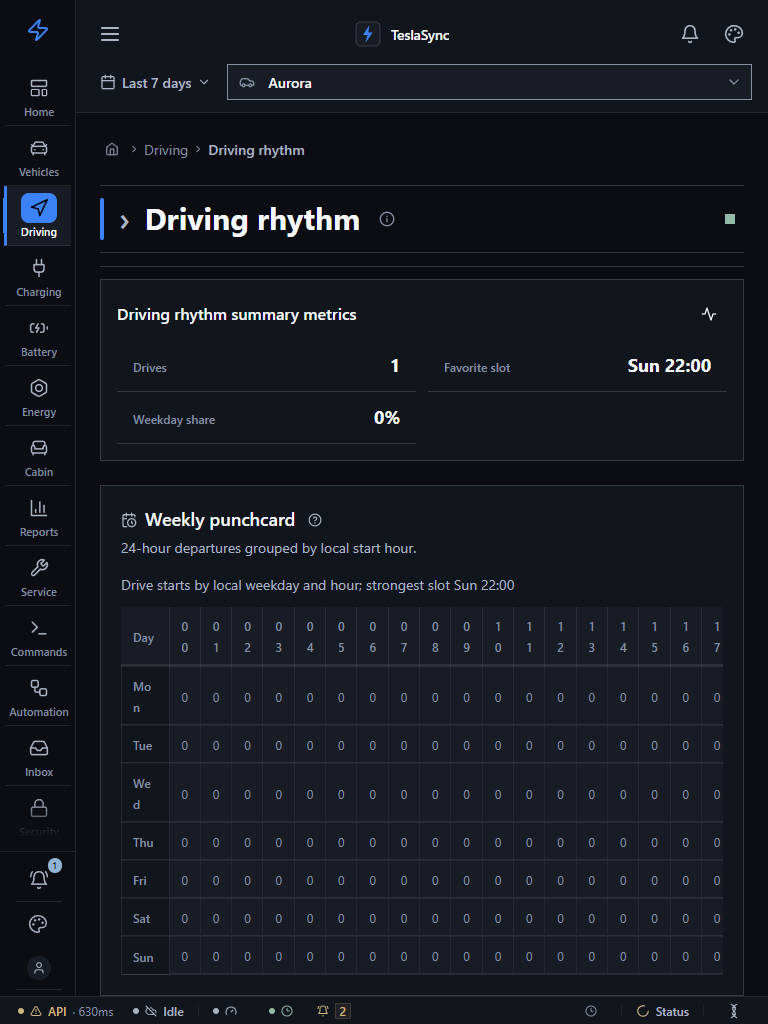 TeslaSync
Last 7 days
Aurora
Home
Vehicles
Driving
Charging
Battery
Energy
Cabin
Reports
Service
Commands
Automation
Inbox
Security
1
Driving
Driving rhythm
Driving rhythm
Driving rhythm summary metrics
Drives 1
Favorite slot Sun 22:00
Weekday share 0%
Weekly punchcard
24-hour departures grouped by local start hour.
Drive starts by local weekday and hour; strongest slot Sun 22:00
Day 00 01 02 03 04 05 06 07 08 09 10 11 12 13 14 15 16 17
Mon 0 0 0 0 0 0 0 0 0 0 0 0 0 0 0 0 0 0
Tue 0 0 0 0 0 0 0 0 0 0 0 0 0 0 0 0 0 0
Wed 0 0 0 0 0 0 0 0 0 0 0 0 0 0 0 0 0 0
Thu 0 0 0 0 0 0 0 0 0 0 0 0 0 0 0 0 0 0
Fri 0 0 0 0 0 0 0 0 0 0 0 0 0 0 0 0 0 0
Sat 0 0 0 0 0 0 0 0 0 0 0 0 0 0 0 0 0 0
Sun 0 0 0 0 0 0 0 0 0 0 0 0 0 0 0 0 0 0
API · 630ms
Idle
2
Status